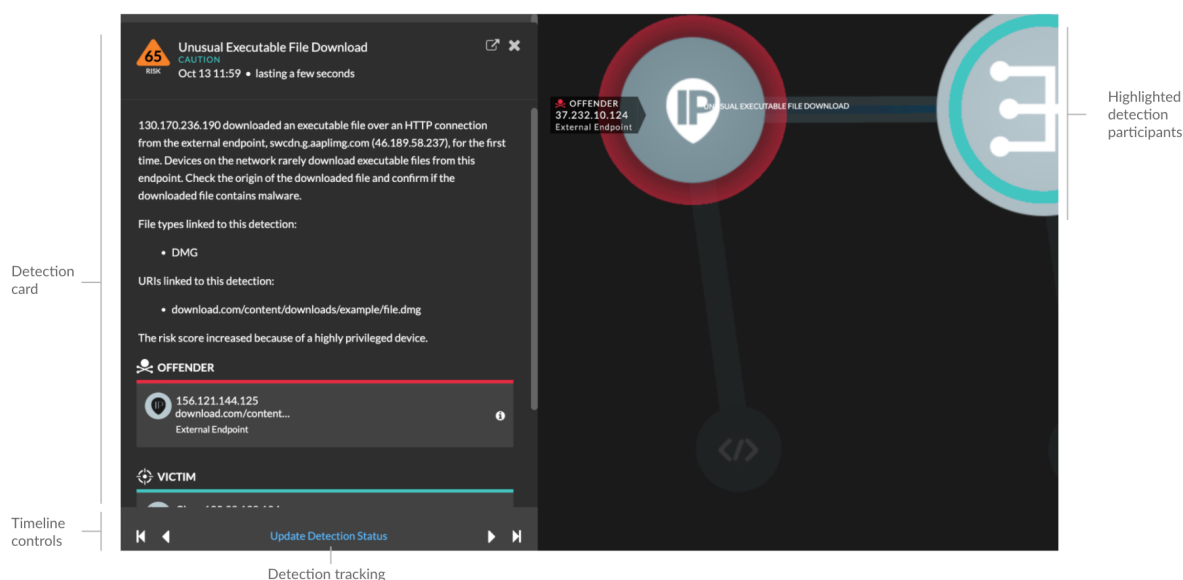 65
RISK
Unusual Executable File Download
CAUTION
Oct 13 11:59 • lasting a few seconds
130.170.236.190 downloaded an executable file over an HTTP connection
from the external endpoint, swcdn.g.aaplimg.com (46.189.58.237), for the first
time. Devices on the network rarely download executable files from this
endpoint. Check the origin of the downloaded file and confirm if the
downloaded file contains malware.
File types linked to this detection:
• DMG
URIs linked to this detection:
• download.com/content/downloads/example/file.dmg
The risk score increased because of a highly privileged device.
OFFENDER
IP
156.121.144.125
download.com/content...
External Endpoint
VICTIM
Update Detection Status
OFFENDER
37.232.10.124
External Endpoint
IP
UNUSUAL EXECUTABLE FILE DOWNLOAD
</>
Detection
card
Timeline
controls
Detection tracking
Highlighted
detection
participants